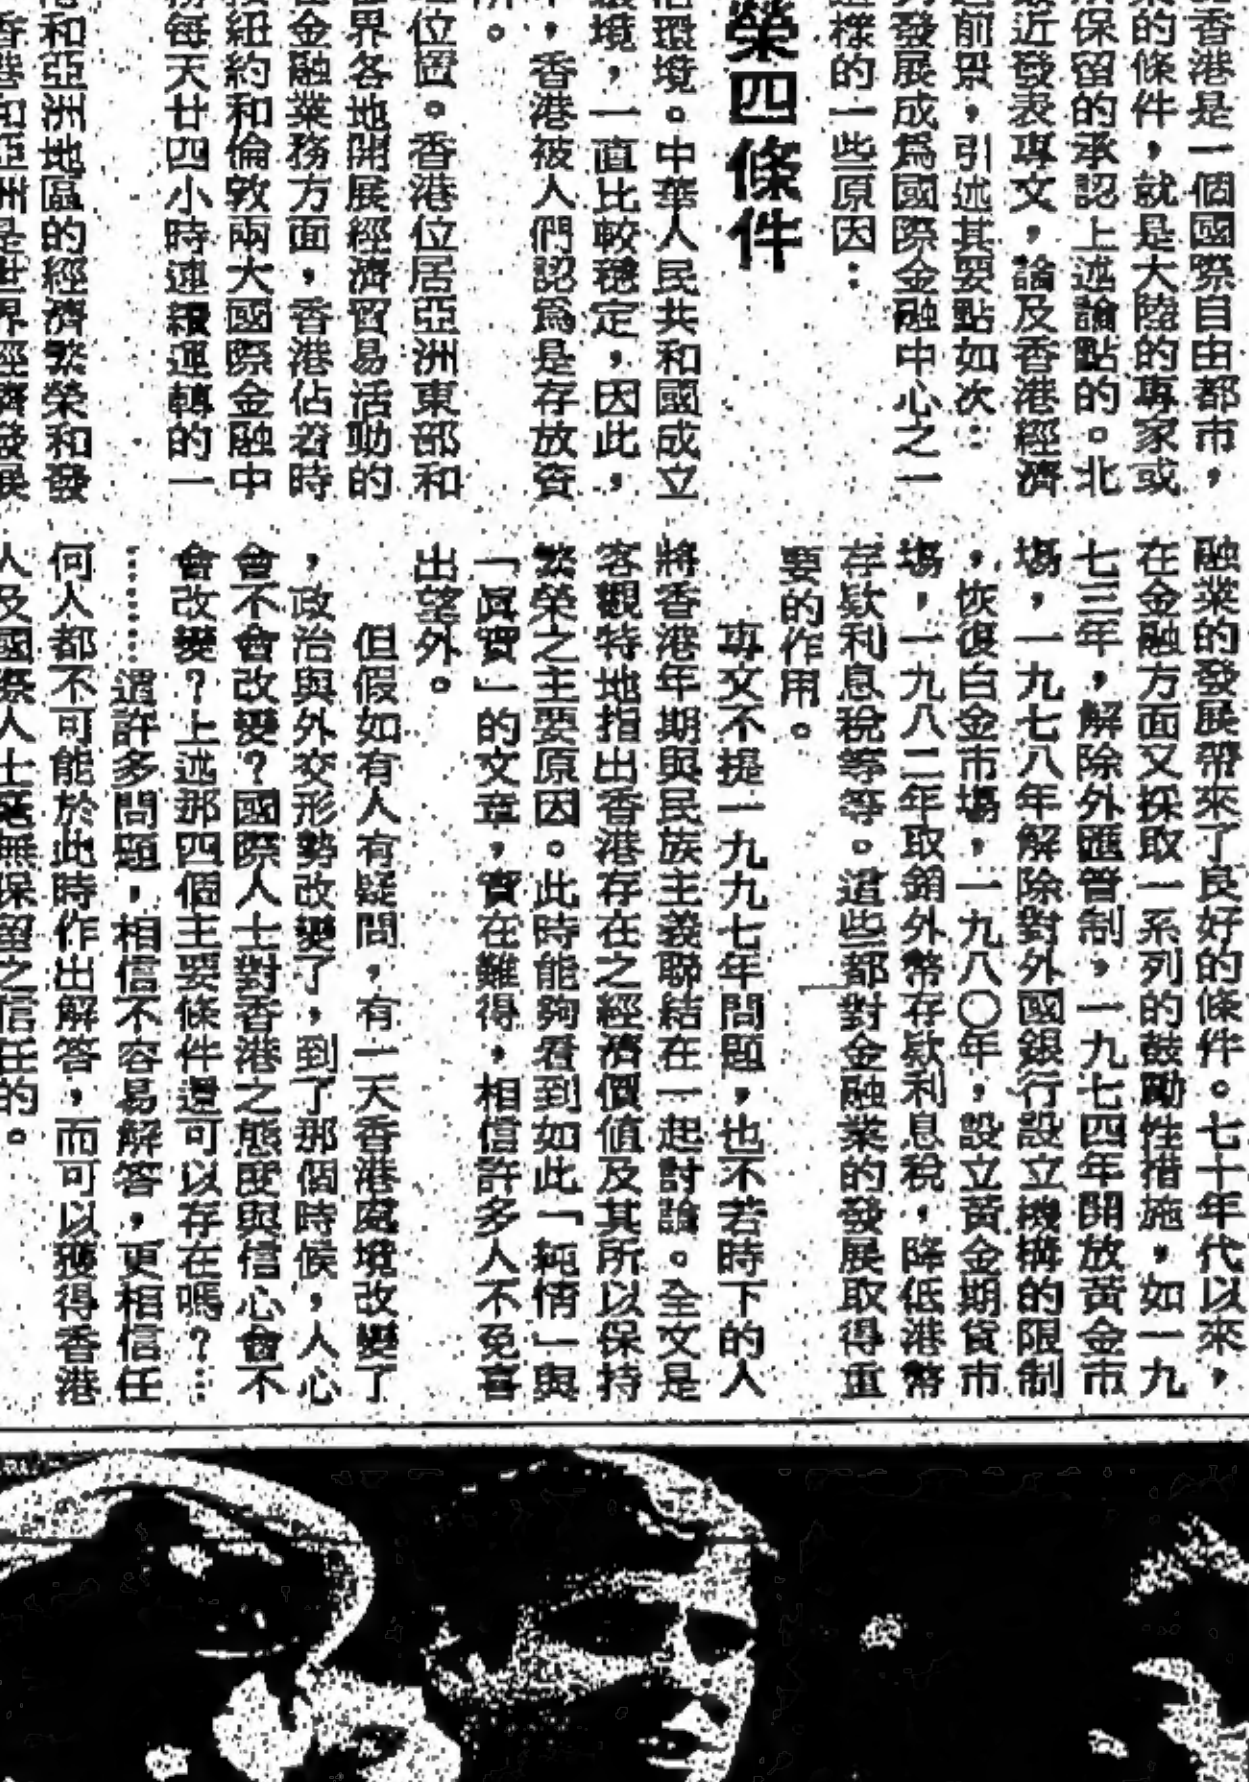 香港是一個國際自由都市，
的條件，就是大陸的專家或
保留的承認上述論點的。北
近發表專文，論及香港經濟
前景，引述其要點如次：
發展成爲國際金融中心之一
樣的一些原因：
榮四條件
環境。中華人民共和國成立
境，一直比較穩定，因此，
，香港被人們認爲是存放資
。
位置。香港位居亞洲東部和
界各地開展經濟貿易活動的
金融業務方面，香港佔着時
紐約和倫敦兩大國際金融中
每天廿四小時連續運轉的一
和亞洲地區的經濟繁榮和發
香港和亞洲是世界經濟發展
融業的發展帶來了良好的條件。七十年代以來，
在金融方面又採取一系列的鼓勵性措施，如一九
七三年，解除外匯管制，一九七四年開放黃金市
場，一九七八年解除對外國銀行設立機構的限制
，恢復白金市場，一九八〇年，設立黃金期貨市
場，一九八二年取銷外幣存款利息稅，降低港幣
存款利息稅等等。這些都對金融業的發展取得重
要的作用。
專文不提一九九七年問題，也不若時下的人
將香港年期與民族主義聯結在一起討論。全文是
客觀特地指出香港存在之經濟價值及其所以保持
繁榮之主要原因。此時能夠看到如此「純情」與
「眞實」的文章，實在難得，相信許多人不免喜
出望外。
但假如有人有疑問，有一天香港處境改變了
，政治與外交形勢改變了，到了那個時候，人心
會不會改變？國際人士對香港之態度與信心會不
會改變？上述那四個主要條件還可以存在嗎？…
……還許多問題，相信不容易解答，更相信任
何人都不可能於此時作出解答，而可以獲得香港
人及國際人士毫無保留之信任的。